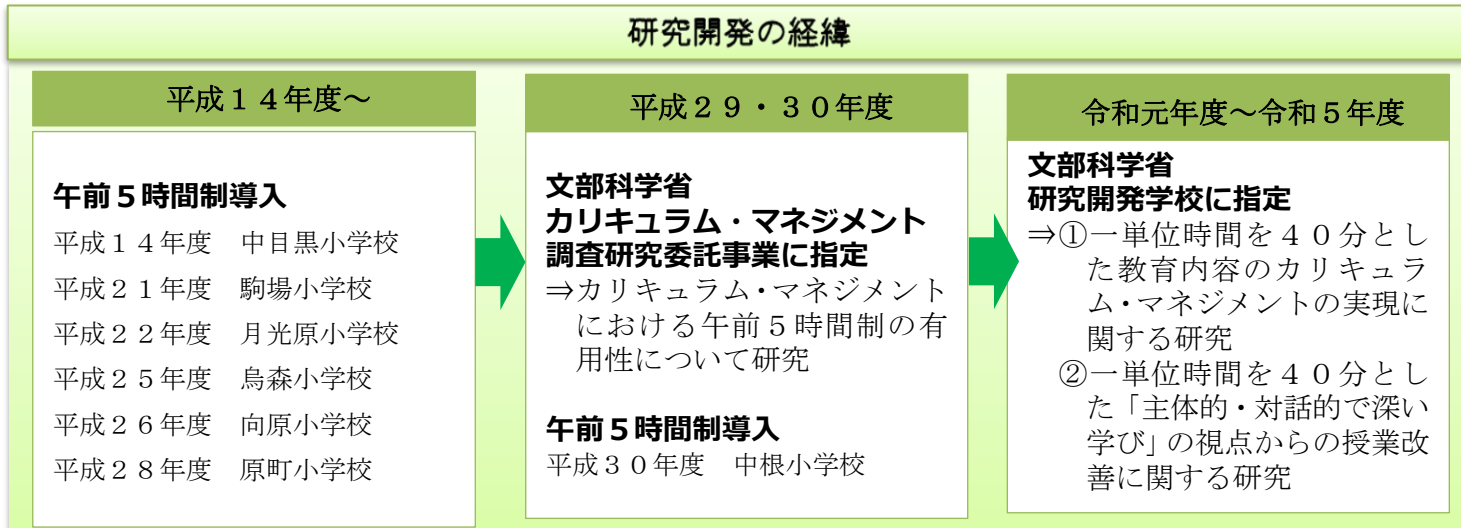 研究開発の経緯
平成１４年度～
午前５時間制導入
平成１４年度　中目黒小学校
平成２１年度　駒場小学校
平成２２年度　月光原小学校
平成２５年度　烏森小学校
平成２６年度　向原小学校
平成２８年度　原町小学校
平成２９・３０年度
文部科学省
カリキュラム・マネジメント
調査研究委託事業に指定
⇒カリキュラム・マネジメント
における午前５時間制の有
用性について研究
午前５時間制導入
平成３０年度　中根小学校
令和元年度～令和５年度
文部科学省
研究開発学校に指定
⇒①一単位時間を４０分とし
た教育内容のカリキュラ
ム・マネジメントの実現に
関する研究
②一単位時間を４０分とし
た「主体的・対話的で深い
学び」の視点からの授業改
善に関する研究